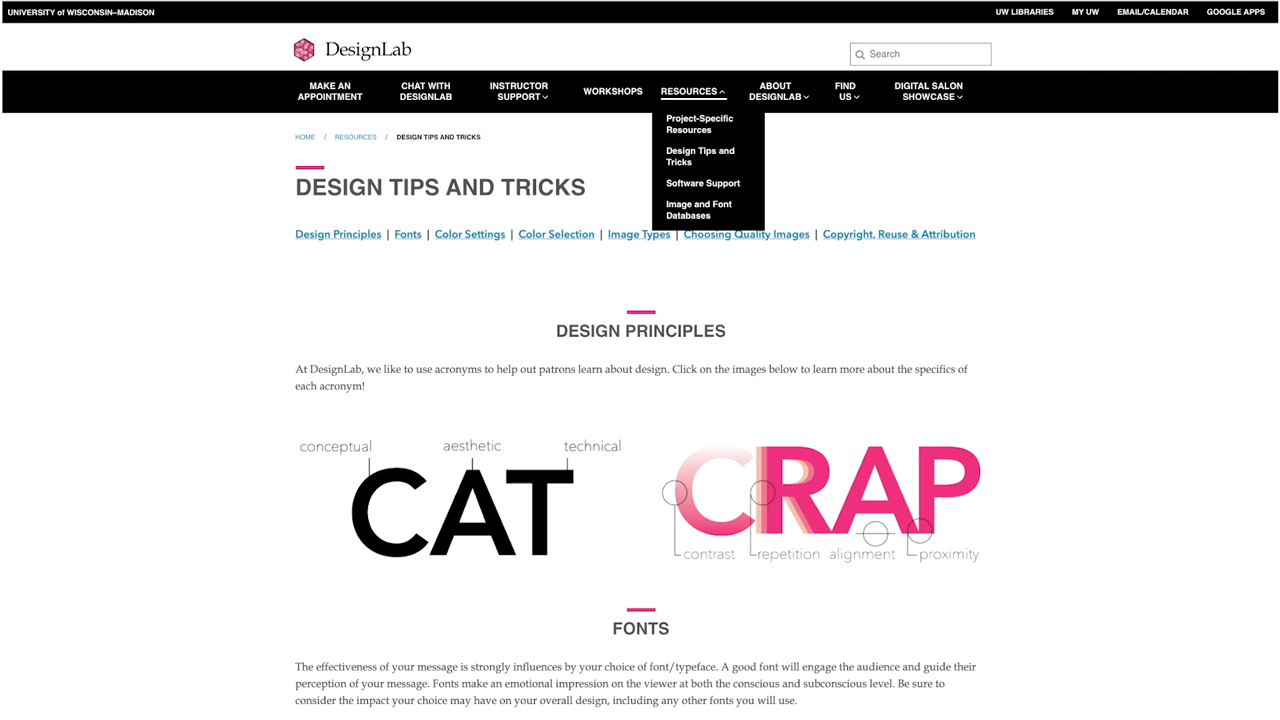 UNIVERSITY of WISCONSIN–MADISON
UW LIBRARIES MY UW EMAIL/CALENDAR GOOGLE APPS
DesignLab
Search
MAKE AN APPOINTMENT
CHAT WITH DESIGNLAB
INSTRUCTOR SUPPORT
WORKSHOPS
RESOURCES
ABOUT DESIGNLAB
FIND US
DIGITAL SALON SHOWCASE
Project-Specific
Resources
Design Tips and
Tricks
Software Support
Image and Font
Databases
HOME / RESOURCES / DESIGN TIPS AND TRICKS
DESIGN TIPS AND TRICKS
Design Principles | Fonts | Color Settings | Color Selection | Image Types | Choosing Quality Images | Copyright, Reuse & Attribution
DESIGN PRINCIPLES
At DesignLab, we like to use acronyms to help out patrons learn about design. Click on the images below to learn more about the specifics of
each acronym!
conceptual aesthetic technical
CAT
CRAP
contrast repetition alignment proximity
FONTS
The effectiveness of your message is strongly influences by your choice of font/typeface. A good font will engage the audience and guide their
perception of your message. Fonts make an emotional impression on the viewer at both the conscious and subconscious level. Be sure to
consider the impact your choice may have on your overall design, including any other fonts you will use.